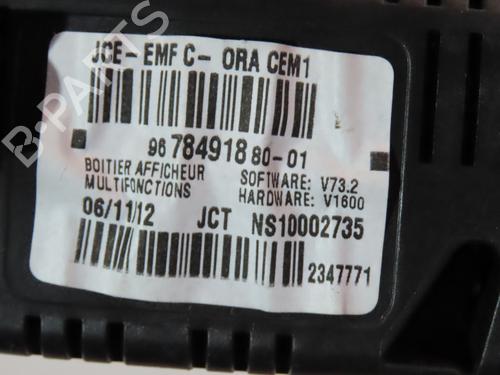 JCE-EMF C- ORA CEM1
96 784918 80-01
BOITIER AFFICHEUR
MULTIFONCTIONS
SOFTWARE: V73.2
HARDWARE: V1600
06/11/12 JCT NS10002735
2347771
B-PARTS